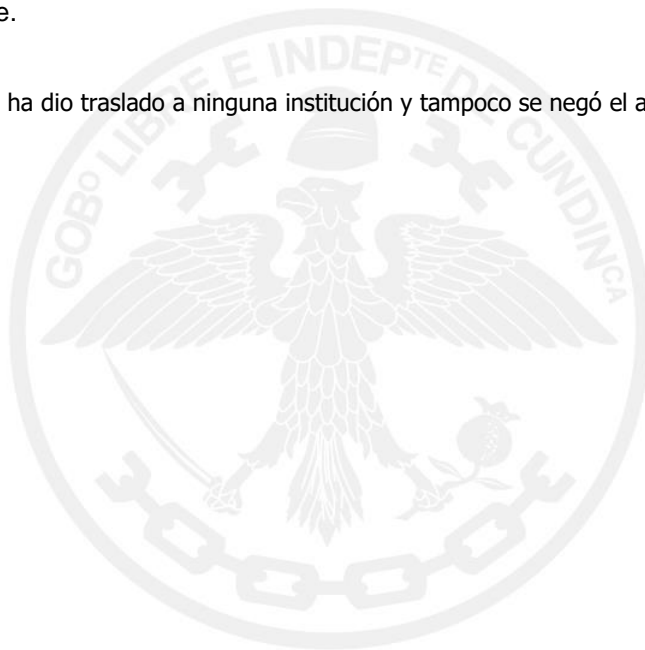 e.
ha dio traslado a ninguna institución y tampoco se negó el a
GOBº LIBRE E INDEPTE DE CUNDINCA